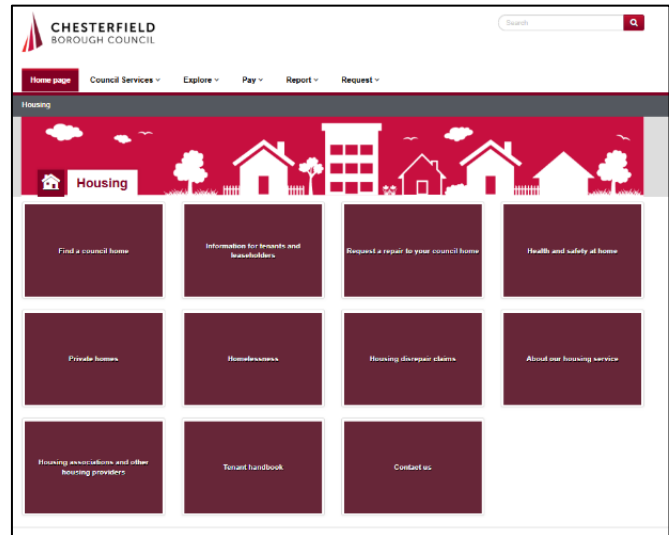 CHESTERFIELD
BOROUGH COUNCIL
Search
Home page Council Services Explore Pay Report Request
Housing
Housing
Find a council home
Information for tenants and
leaseholders
Request a repair to your council home
Health and safety at home
Private homes
Homelessness
Housing disrepair claims
About our housing service
Housing associations and other
housing providers
Tenant handbook
Contact us